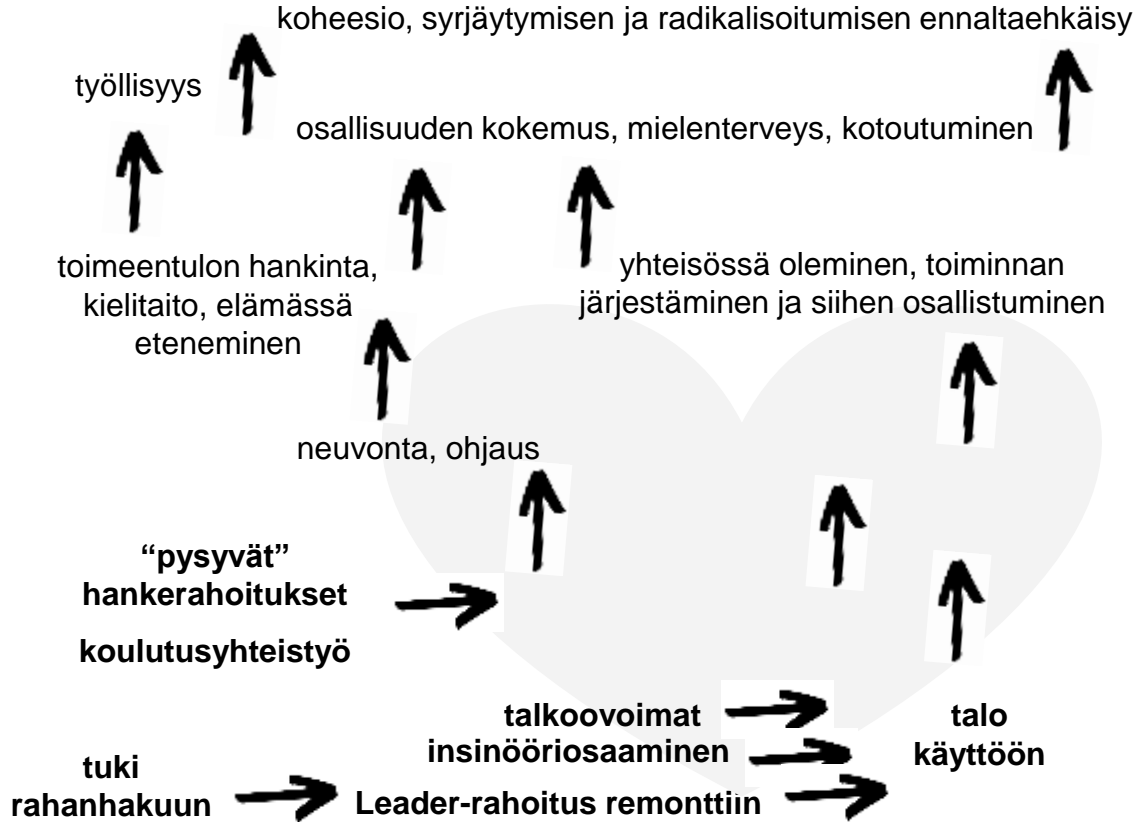 koheesio, syrjäytymisen ja radikalisoitumisen ennaltaehkäisy
työllisyys
osallisuuden kokemus, mielenterveys, kotoutuminen
toimeentulon hankinta,
kielitaito, elämässä
eteneminen
yhteisössä oleminen, toiminnan
järjestäminen ja siihen osallistuminen
neuvonta, ohjaus
“pysyvät”
hankerahoitukset
koulutusyhteistyö
talkoovoimat
insinööriosaaminen
talo
käyttöön
tuki
rahanhakuun
Leader-rahoitus remonttiin